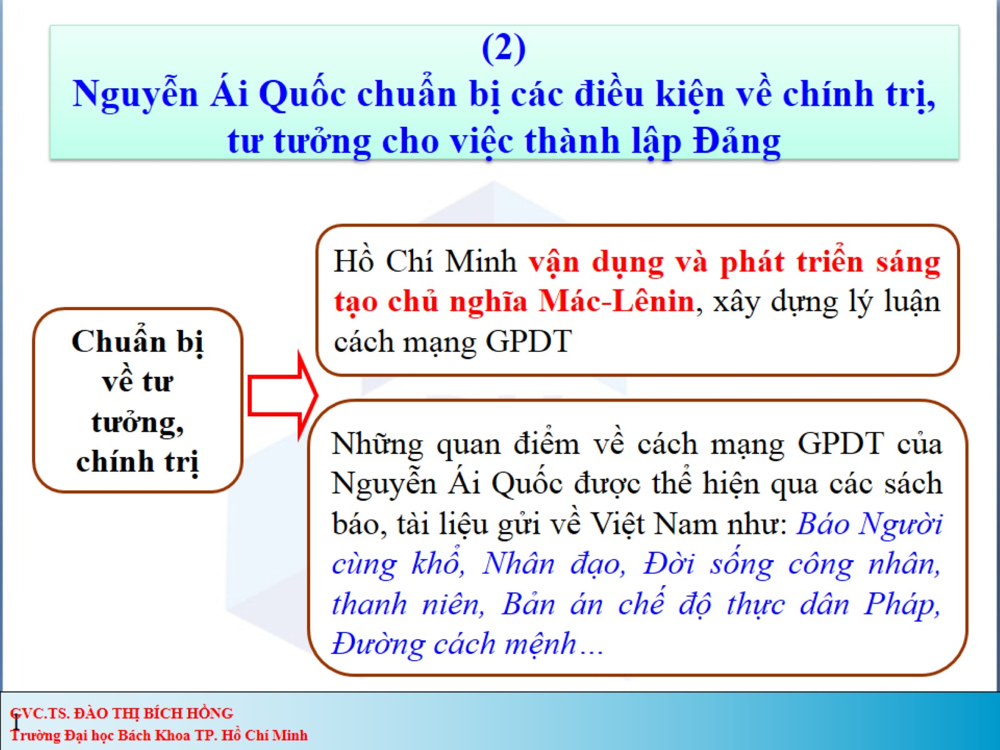 (2)
Nguyễn Ái Quốc chuẩn bị các điều kiện về chính trị,
tư tưởng cho việc thành lập Đảng
Chuẩn bị
về tư
tưởng,
chính trị
Hồ Chí Minh vận dụng và phát triển sáng
tạo chủ nghĩa Mác-Lênin, xây dựng lý luận
cách mạng GPDT
Những quan điểm về cách mạng GPDT của
Nguyễn Ái Quốc được thể hiện qua các sách
báo, tài liệu gửi về Việt Nam như: Báo Người
cùng khổ, Nhân đạo, Đời sống công nhân,
thanh niên, Bản án chế độ thực dân Pháp,
Đường cách mệnh...
GVC.TS. ĐÀO THỊ BÍCH HỒNG
1
Trường Đại học Bách Khoa TP. Hồ Chí Minh